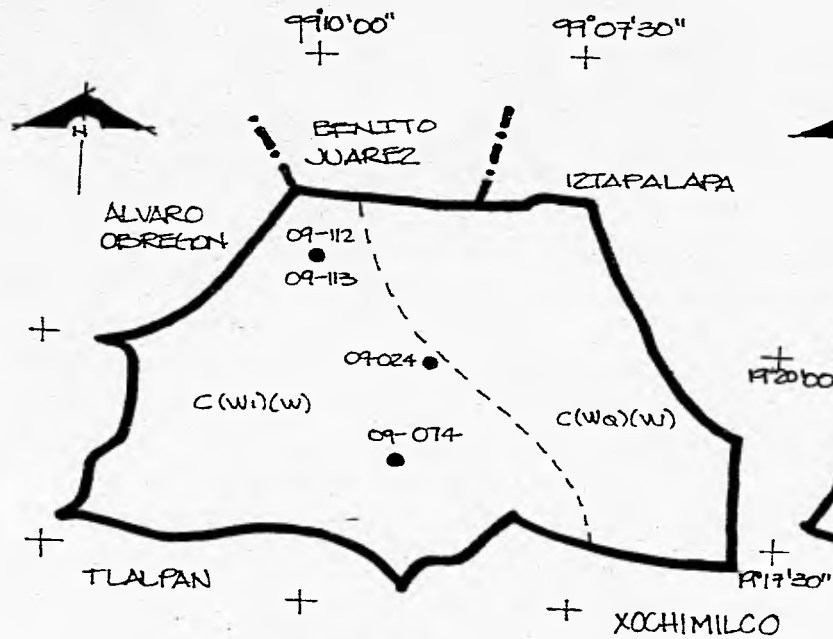 99°10'00"
99°07'30"
N
BENITO
JUAREZ
IZTAPALAPA
ALVARO
OBREGON
09-112
09-113
09-024
19°20'00
C(W1)(W)
C(W0)(W)
09-074
TLALPAN
19°17'30"
XOCHIMILCO